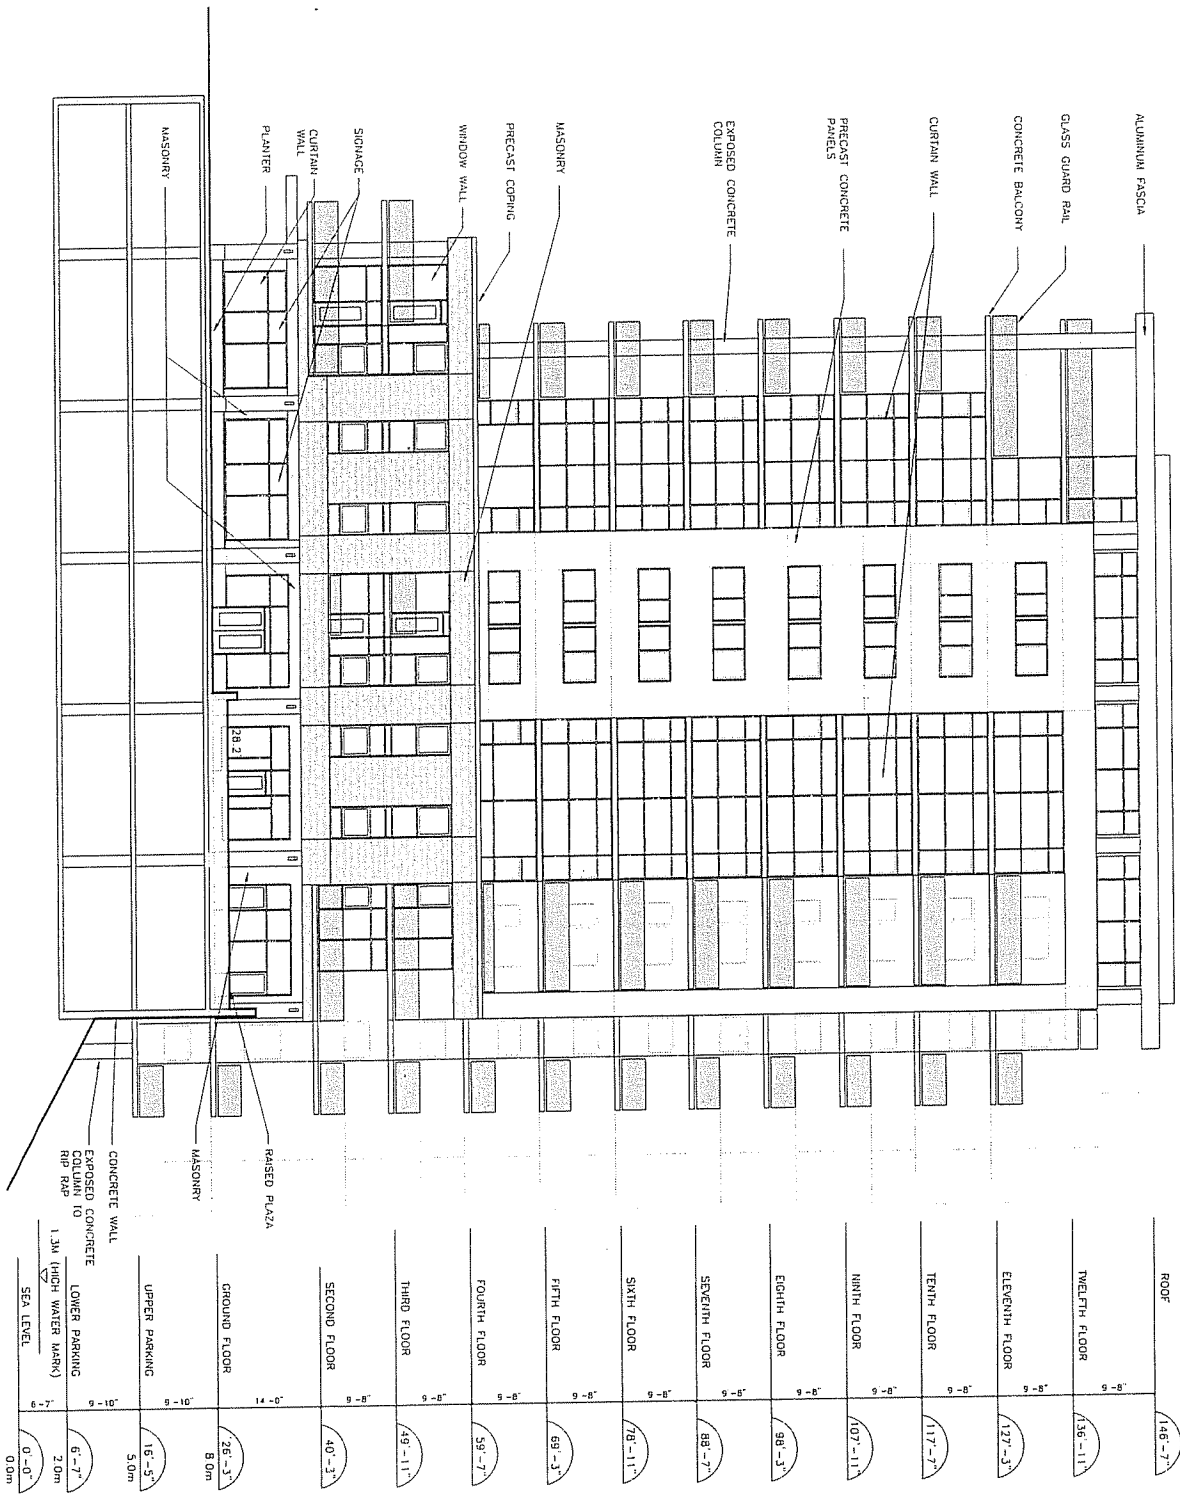 ALUMINUM FASCIA
GLASS GUARD RAIL
CONCRETE BALCONY
CURTAIN WALL
PRECAST CONCRETE
PANELS
EXPOSED CONCRETE
COLUMN
MASONRY
PRECAST COPING
WINDOW WALL
SIGNAGE
CURTAIN
WALL
PLANTER
MASONRY
28.2
RAISED PLAZA
MASONRY
CONCRETE WALL
EXPOSED CONCRETE
COLUMN TO
RIP RAP
ROOF
146'-7"
9'-8"
TWELFTH FLOOR
136'-11"
9'-8"
ELEVENTH FLOOR
127'-3"
9'-8"
TENTH FLOOR
117'-7"
9'-8"
NINTH FLOOR
107'-11"
9'-8"
EIGHTH FLOOR
98'-3"
9'-8"
SEVENTH FLOOR
88'-7"
9'-8"
SIXTH FLOOR
78'-11"
9'-8"
FIFTH FLOOR
69'-3"
9'-8"
FOURTH FLOOR
59'-7"
9'-8"
THIRD FLOOR
49'-11"
9'-8"
SECOND FLOOR
40'-3"
14'-0"
GROUND FLOOR
26'-3"
8.0m
9'-10"
UPPER PARKING
16'-5"
5.0m
9'-10"
LOWER PARKING
6'-7"
2.0m
1.3M (HIGH WATER MARK)
6'-7"
SEA LEVEL
0'-0"
0.0m